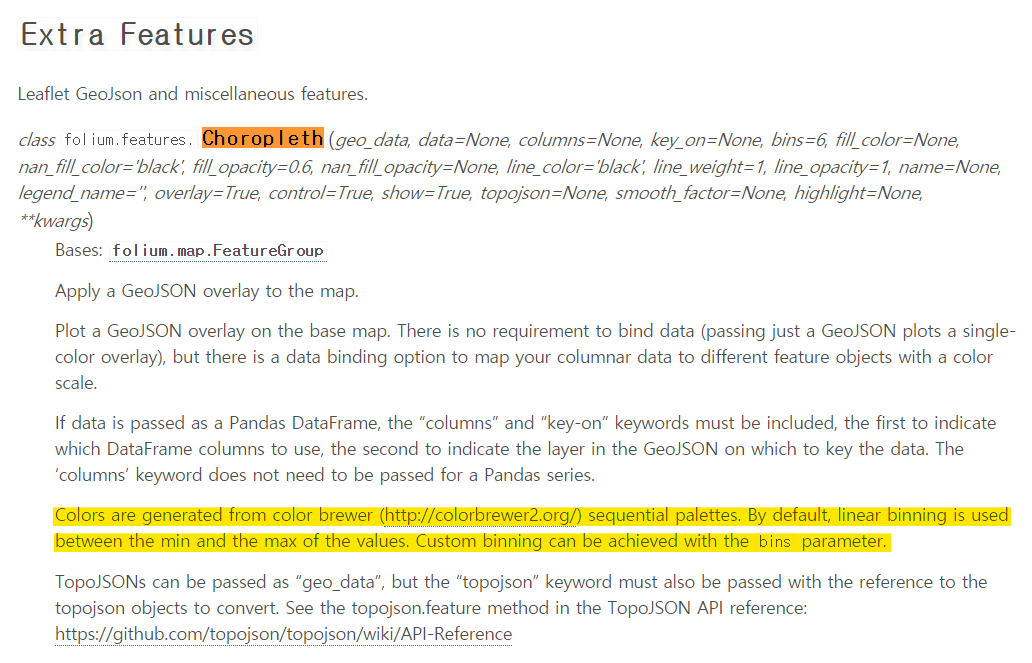 Extra Features
Leaflet GeoJson and miscellaneous features.
class folium.features. Choropleth (geo_data, data=None, columns=None, key_on=None, bins=6, fill_color=None,
nan_fill_color='black', fill_opacity=0.6, nan_fill_opacity=None, line_color='black', line_weight=1, line_opacity=1, name=None,
legend_name='', overlay=True, control=True, show=True, topojson=None, smooth_factor=None, highlight=None,
**kwargs)
Bases: folium.map.FeatureGroup
Apply a GeoJSON overlay to the map.
Plot a GeoJSON overlay on the base map. There is no requirement to bind data (passing just a GeoJSON plots a single-
color overlay), but there is a data binding option to map your columnar data to different feature objects with a color
scale.
If data is passed as a Pandas DataFrame, the “columns” and “key-on” keywords must be included, the first to indicate
which DataFrame columns to use, the second to indicate the layer in the GeoJSON on which to key the data. The
‘columns’ keyword does not need to be passed for a Pandas series.
Colors are generated from color brewer (http://colorbrewer2.org/) sequential palettes. By default, linear binning is used
between the min and the max of the values. Custom binning can be achieved with the bins parameter.
TopoJSONs can be passed as “geo_data”, but the “topojson” keyword must also be passed with the reference to the
topojson objects to convert. See the topojson.feature method in the TopoJSON API reference:
https://github.com/topojson/topojson/wiki/API-Reference